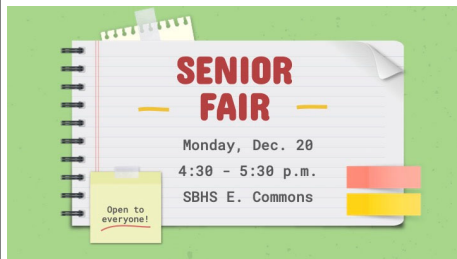 SENIOR
FAIR
Monday, Dec. 20
4:30 - 5:30 p.m.
SBHS E. Commons
Open to
everyone!